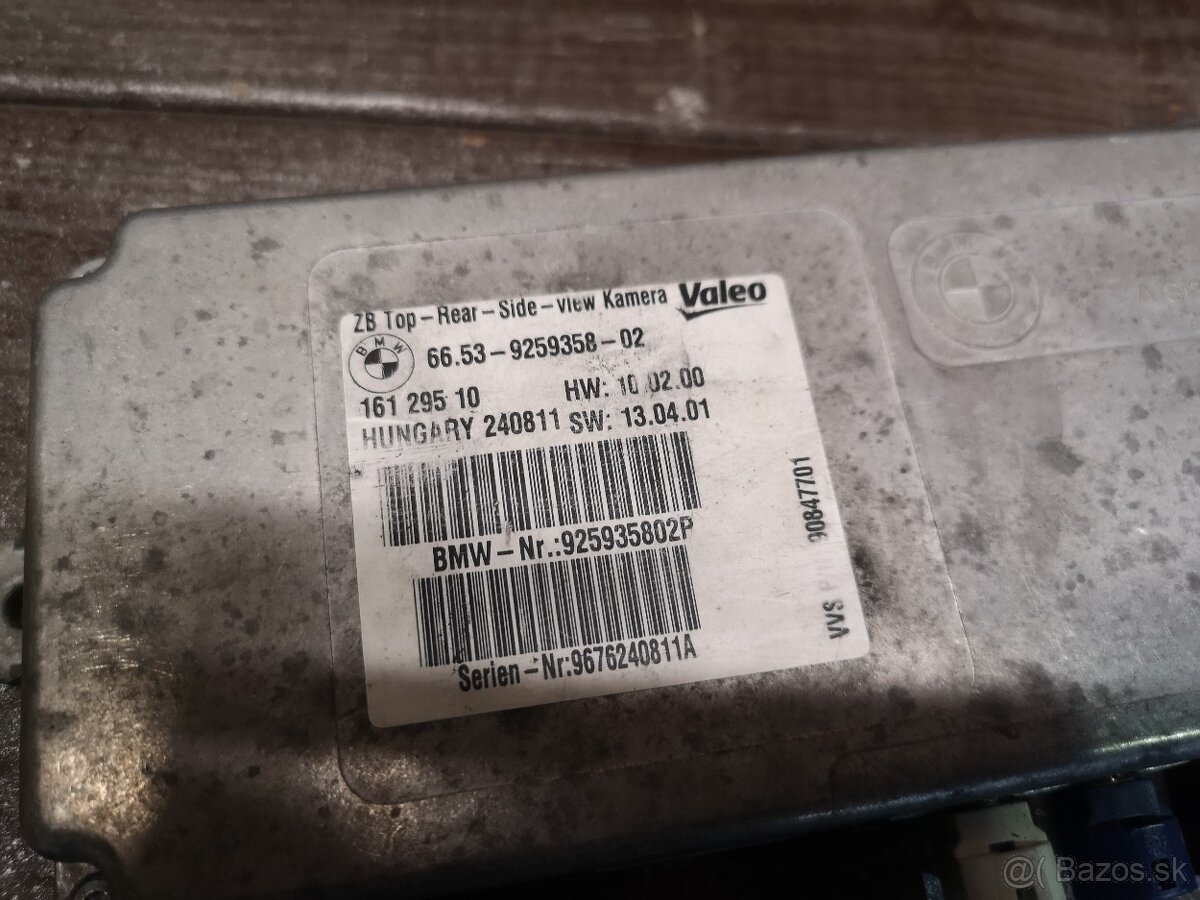 ZB Top-Rear-Side-View Kamera Valeo
BMW
66.53-9259358-02
161 295 10 HW: 10.02.00
HUNGARY 240811 SW: 13.04.01
BMW-Nr.:925935802P
Serien-Nr:9676240811A
VVS
90847701
@( Bazos.sk